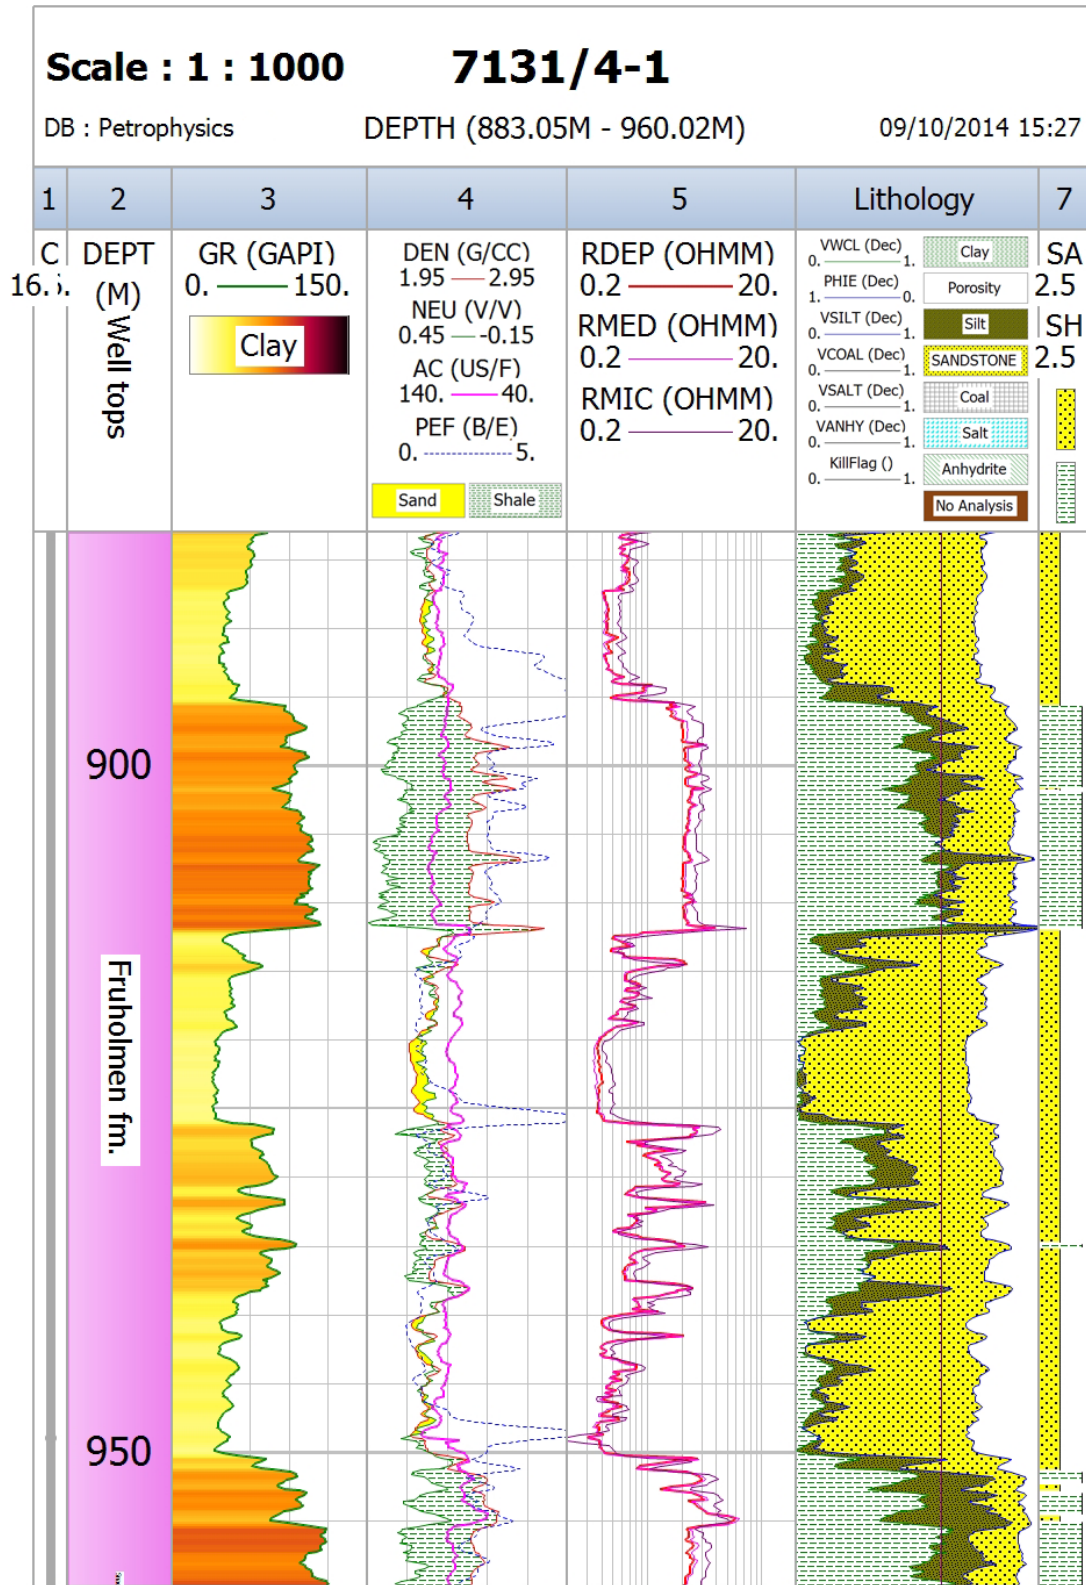 Scale : 1 : 1000 7131/4-1
DB : Petrophysics DEPTH (883.05M - 960.02M) 09/10/2014 15:27
1 2 3 4 5 Lithology 7
C
16.
DEPT
(M)
Well tops
GR (GAPI)
0. 150.
Clay
DEN (G/CC)
1.95 2.95
NEU (V/V)
0.45 -0.15
AC (US/F)
140. 40.
PEF (B/E)
0. 5.
Sand Shale
RDEP (OHMM)
0.2 20.
RMED (OHMM)
0.2 20.
RMIC (OHMM)
0.2 20.
VWCL (Dec)
0. 1.
PHIE (Dec)
1. 0.
VSILT (Dec)
0. 1.
VCOAL (Dec)
0. 1.
VSALT (Dec)
0. 1.
VANHY (Dec)
0. 1.
KillFlag ()
0. 1.
Clay
Porosity
Silt
SANDSTONE
Coal
Salt
Anhydrite
No Analysis
SA
2.5
SH
2.5
900
Fruholmen fm.
950